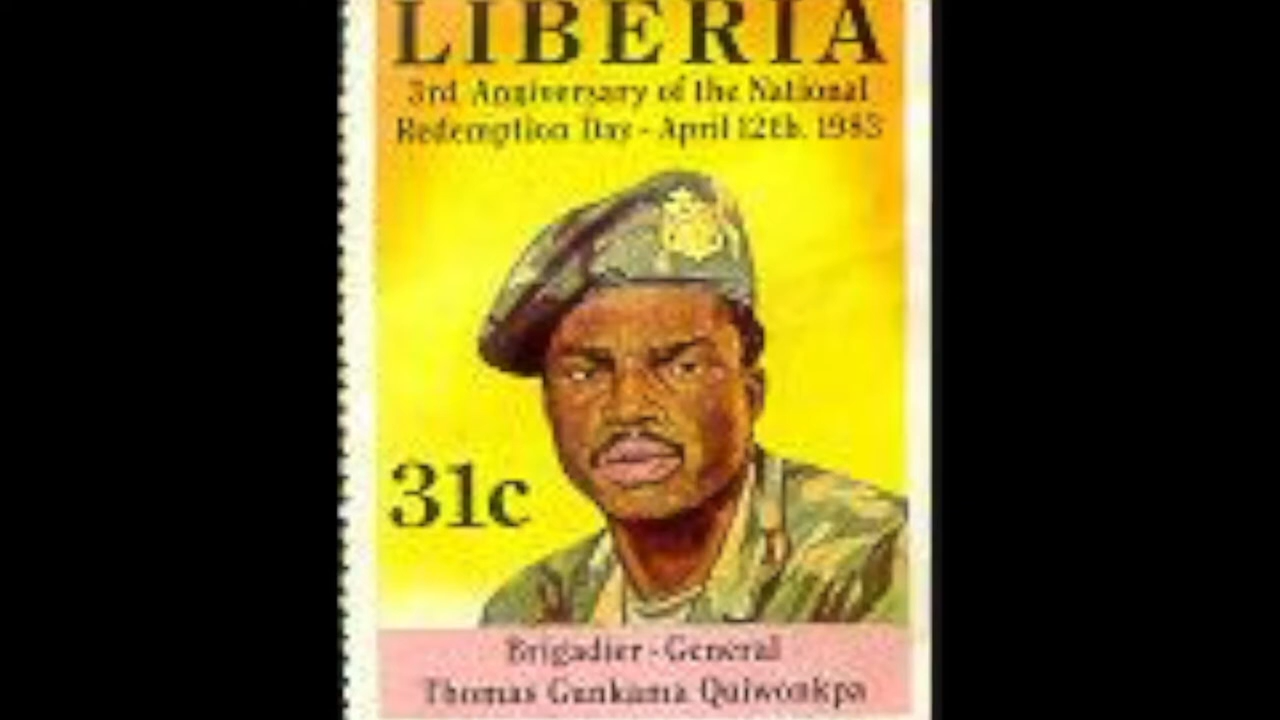 LIBERIA
3rd Anniversary of the National
Redemption Day - April 12th, 1983
31c
Brigadier - General
Thomas Gunkama Quiwonkpa